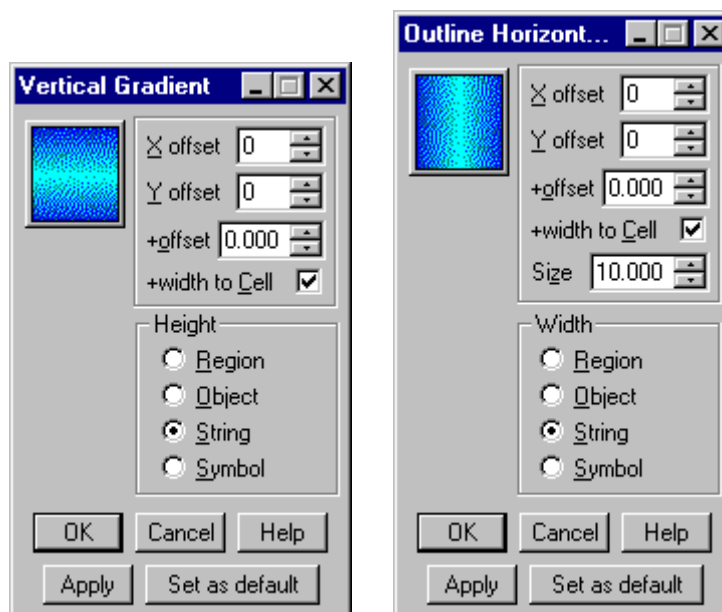 Vertical Gradient
X offset 0
Y offset 0
+offset 0.000
+width to Cell
Height
Region
Object
String
Symbol
OK Cancel Help
Apply Set as default
Outline Horizont...
X offset 0
Y offset 0
+offset 0.000
+width to Cell
Size 10.000
Width
Region
Object
String
Symbol
OK Cancel Help
Apply Set as default